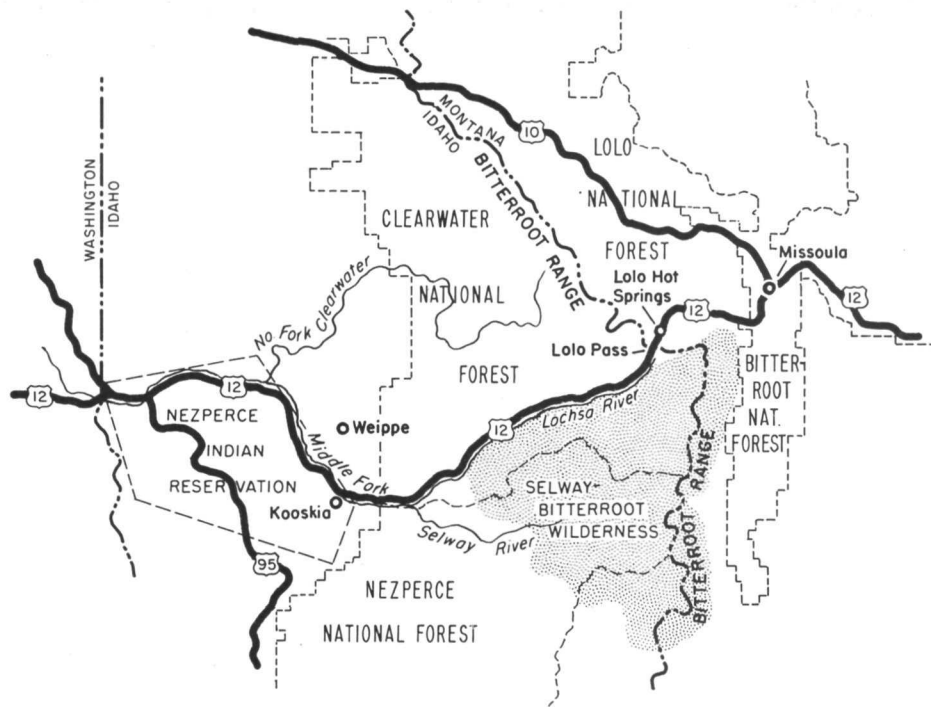 WASHINGTON
IDAHO
MONTANA
IDAHO
10
LOLO
NATIONAL
FOREST
BITTERROOT RANGE
CLEARWATER
NATIONAL
FOREST
No. Fork Clearwater
Missoula
Lolo Hot
Springs
12
12
Lolo Pass
BITTER-
ROOT
NAT.
FOREST
12
12
NEZPERCE
INDIAN
RESERVATION
Weippe
Middle Fork
Kooskia
12
Lochsa River
SELWAY-
BITTERROOT
WILDERNESS
Selway River
BITTERROOT RANGE
95
NEZPERCE
NATIONAL FOREST